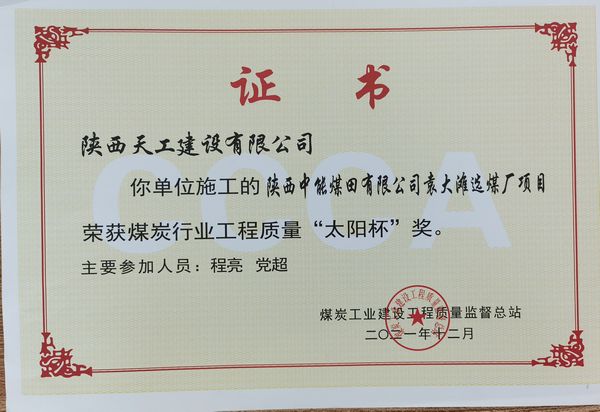 证书
陕西天工建设有限公司
你单位施工的陕西中能煤田有限公司袁大滩选煤厂项目
荣获煤炭行业工程质量“太阳杯”奖。
主要参加人员：程亮 党超
煤炭工业建设工程质量监督总站
二〇二一年十二月
CCCA